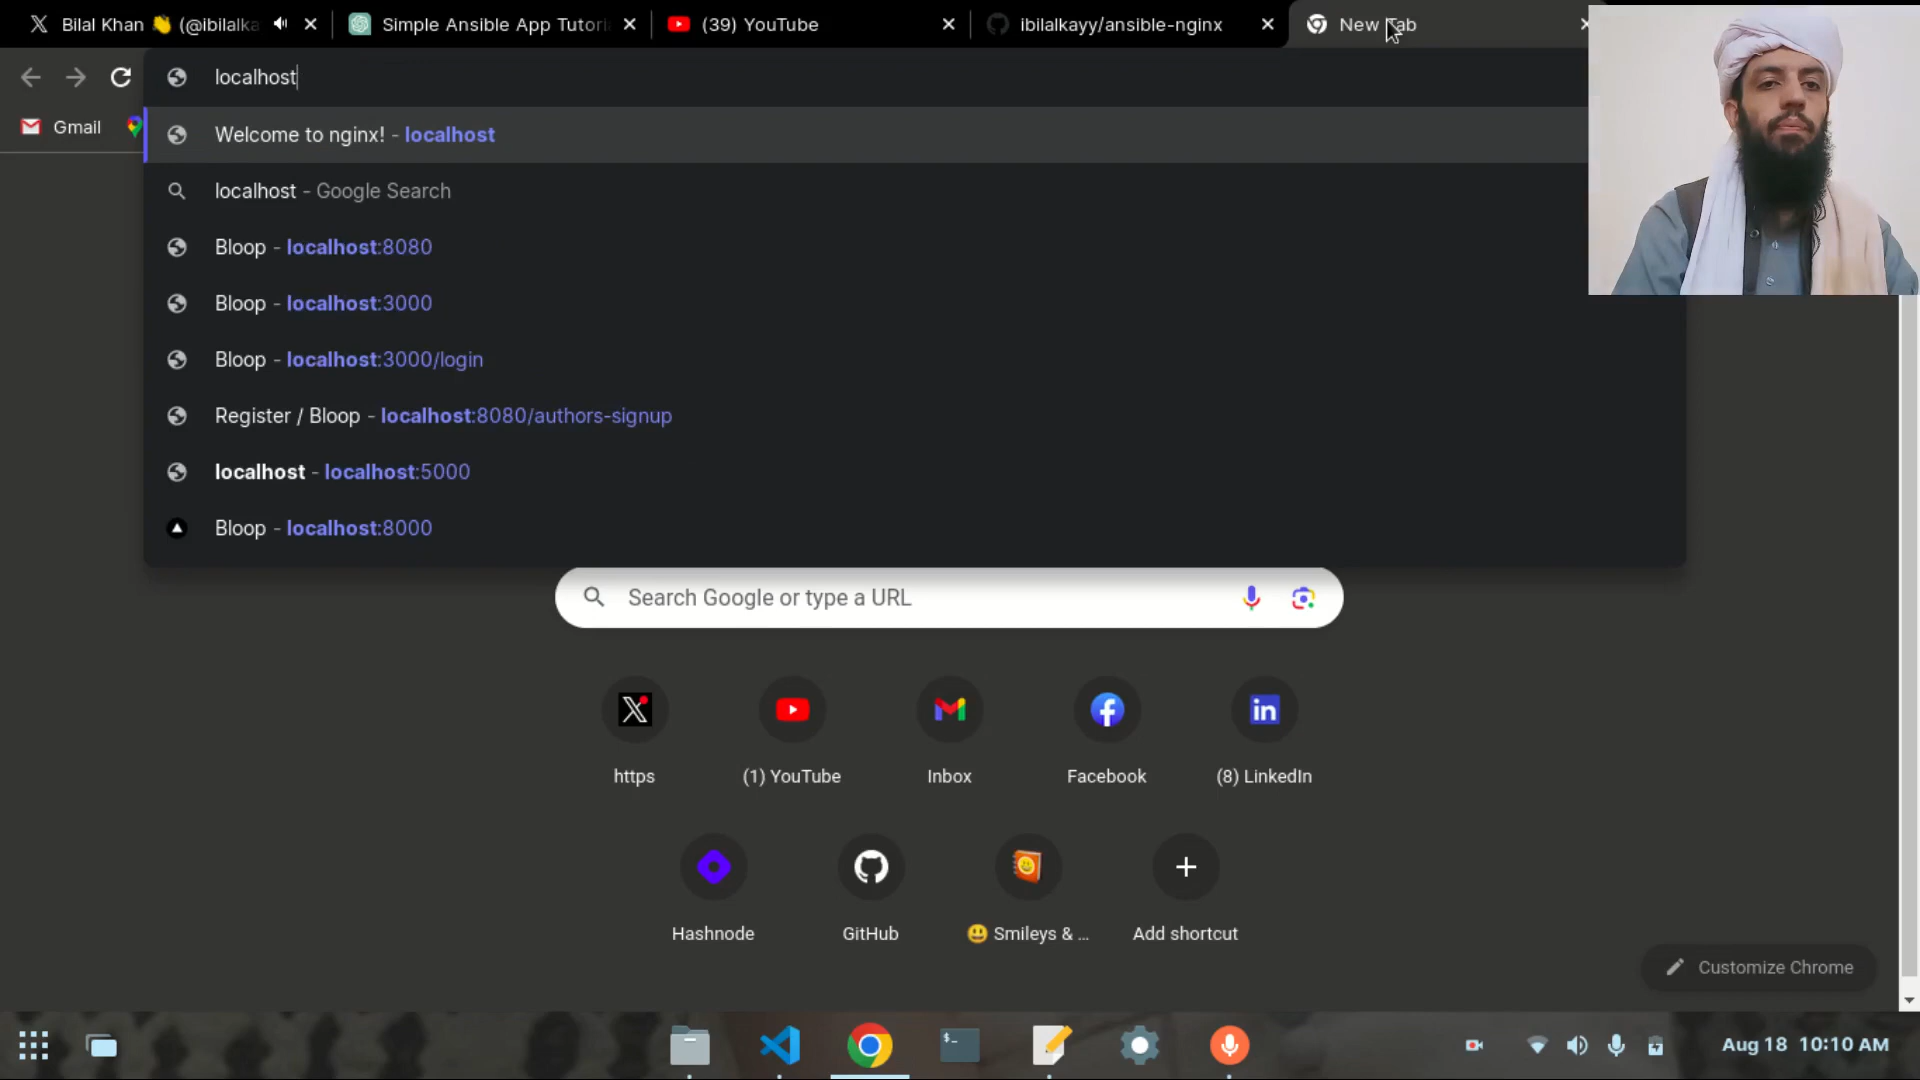 Bilal Khan 👋 (@ibilalka
Simple Ansible App Tutori
(39) YouTube
ibilalkayy/ansible-nginx
New Tab
localhost
Gmail
Welcome to nginx! - localhost
localhost - Google Search
Bloop - localhost:8080
Bloop - localhost:3000
Bloop - localhost:3000/login
Register / Bloop - localhost:8080/authors-signup
localhost - localhost:5000
Bloop - localhost:8000
Search Google or type a URL
https
(1) YouTube
Inbox
Facebook
(8) LinkedIn
Hashnode
GitHub
😃 Smileys & ...
Add shortcut
Customize Chrome
Aug 18 10:10 AM